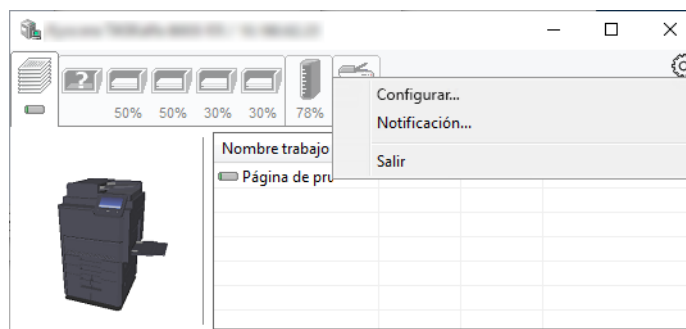 ?
50% 50% 30% 30% 78%
Configurar...
Notificación...
Salir
Nombre trabajo
Página de pru